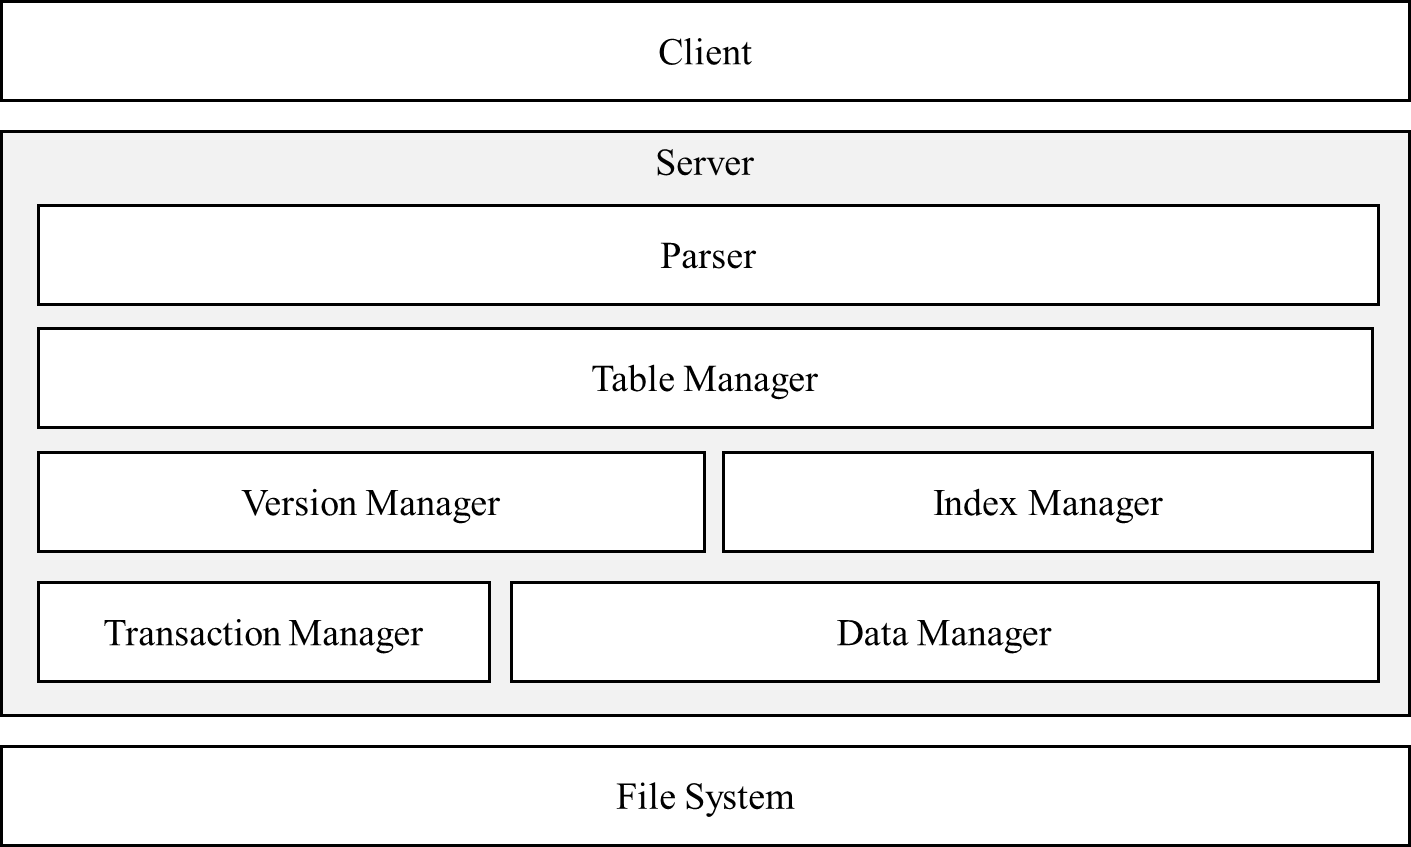 Client
Server
Parser
Table Manager
Version Manager
Index Manager
Transaction Manager
Data Manager
File System